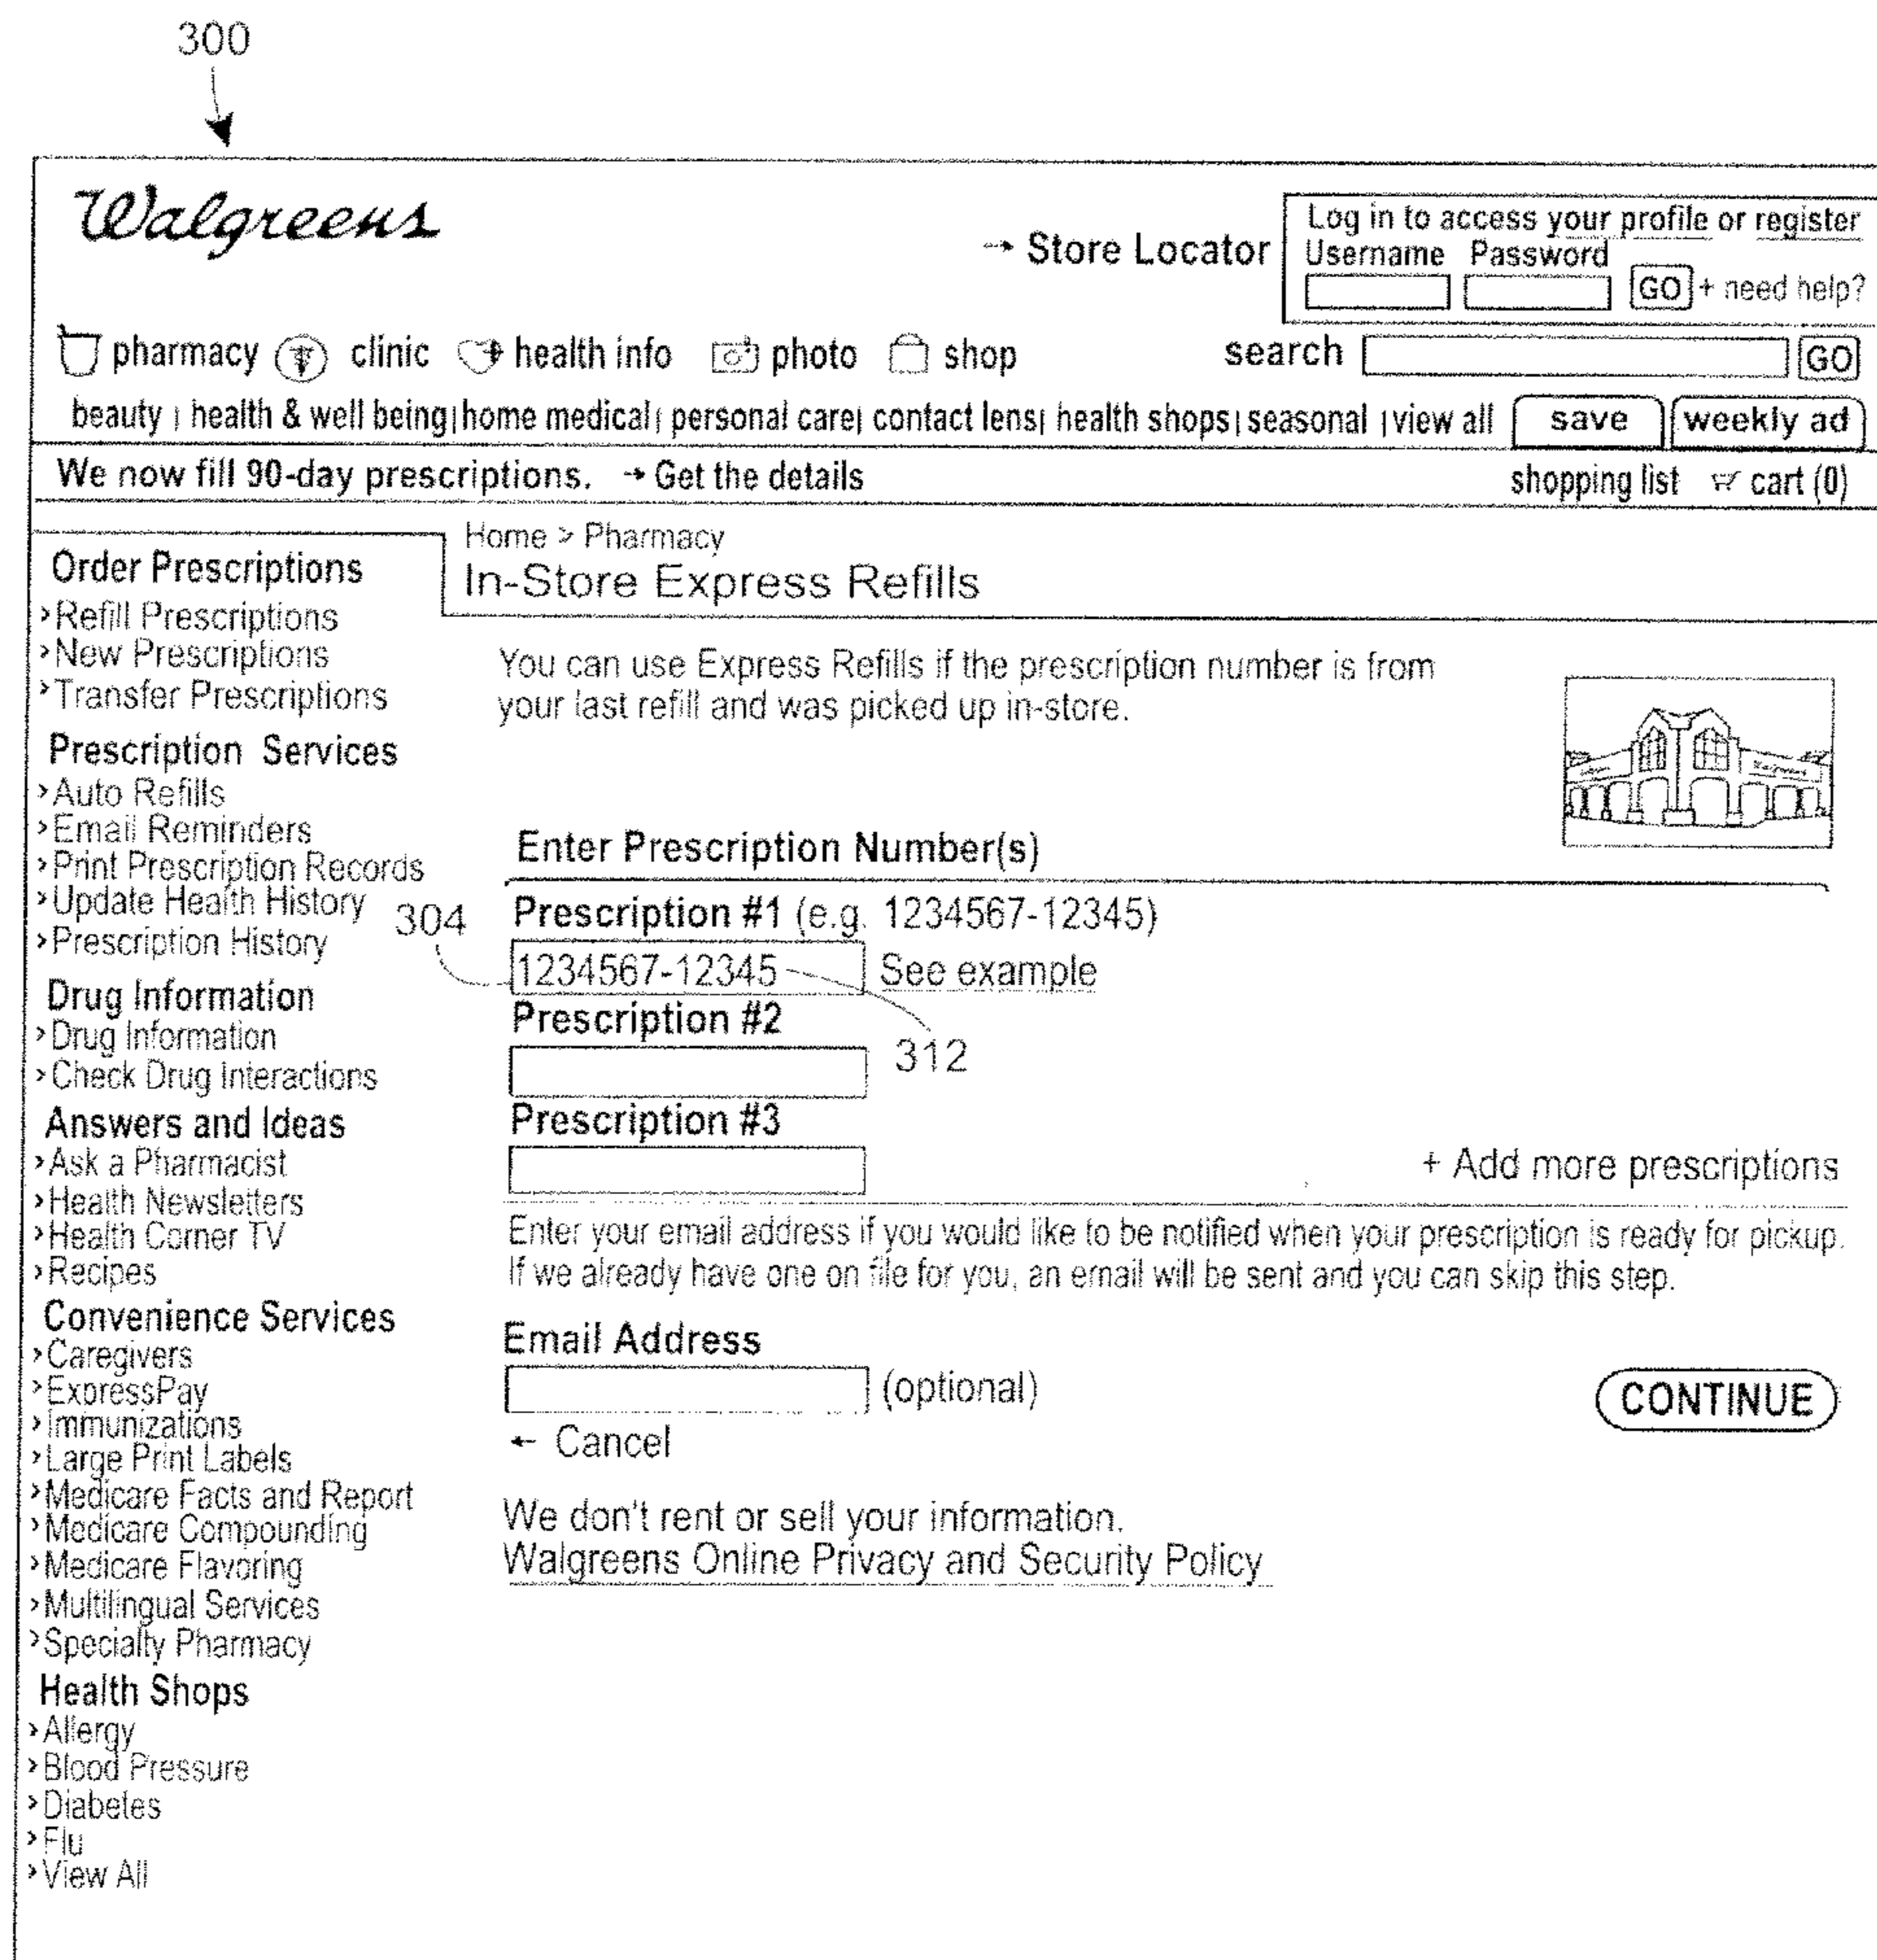 300
Walgreens
→ Store Locator
Log in to access your profile or register
Username Password
GO + need help?
pharmacy clinic health info photo shop search GO
beauty | health & well being | home medical | personal care | contact lens | health shops | seasonal | view all save weekly ad
We now fill 90-day prescriptions. → Get the details shopping list cart (0)
Home > Pharmacy
In-Store Express Refills
Order Prescriptions
>Refill Prescriptions
>New Prescriptions
>Transfer Prescriptions
Prescription Services
>Auto Refills
>Email Reminders
>Print Prescription Records
>Update Health History
>Prescription History
Drug Information
>Drug Information
>Check Drug Interactions
Answers and Ideas
>Ask a Pharmacist
>Health Newsletters
>Health Corner TV
>Recipes
Convenience Services
>Caregivers
>ExpressPay
>Immunizations
>Large Print Labels
>Medicare Facts and Report
>Medicare Compounding
>Medicare Flavoring
>Multilingual Services
>Specialty Pharmacy
Health Shops
>Allergy
>Blood Pressure
>Diabetes
>Flu
>View All
You can use Express Refills if the prescription number is from
your last refill and was picked up in-store.
Enter Prescription Number(s)
304
Prescription #1 (e.g. 1234567-12345)
1234567-12345 See example
312
Prescription #2
Prescription #3
+ Add more prescriptions
Enter your email address if you would like to be notified when your prescription is ready for pickup.
If we already have one on file for you, an email will be sent and you can skip this step.
Email Address
(optional)
CONTINUE
← Cancel
We don't rent or sell your information.
Walgreens Online Privacy and Security Policy